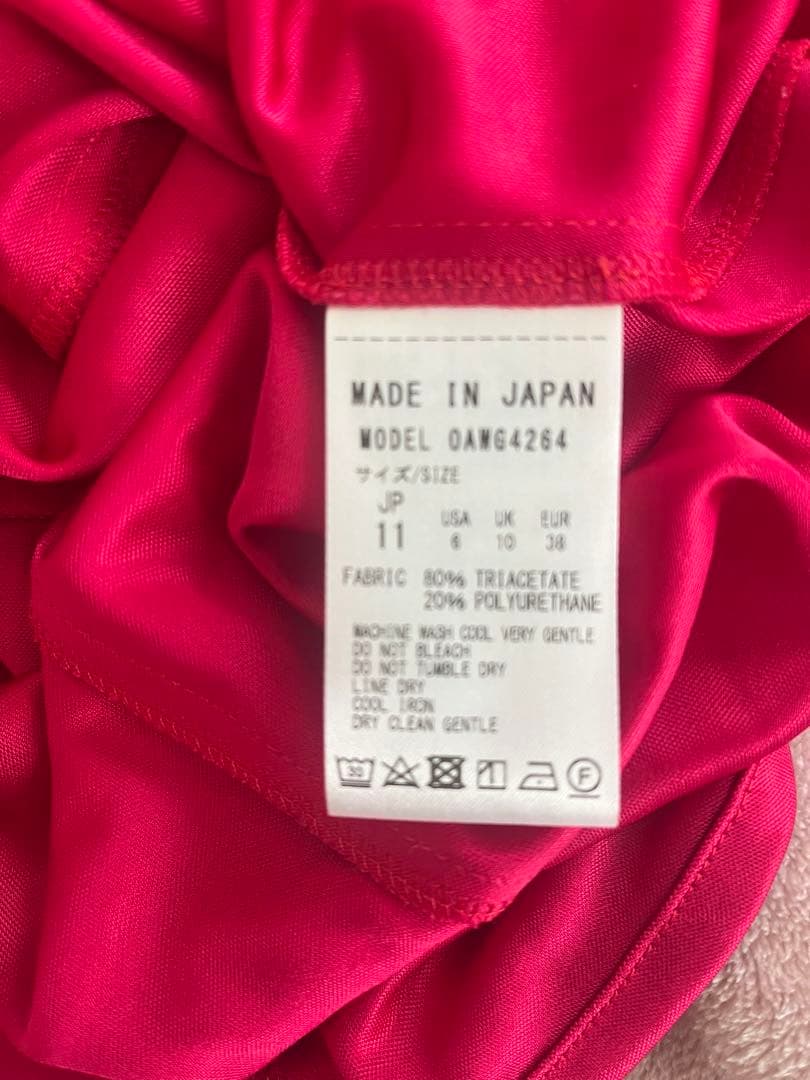 MADE IN JAPAN
MODEL 0AWG4264
サイズ/SIZE
JP USA UK EUR
11 6 10 38
FABRIC 80% TRIACETATE
20% POLYURETHANE
MACHINE WASH COOL VERY GENTLE
DO NOT BLEACH
DO NOT TUMBLE DRY
LINE DRY
COOL IRON
DRY CLEAN GENTLE
30 F